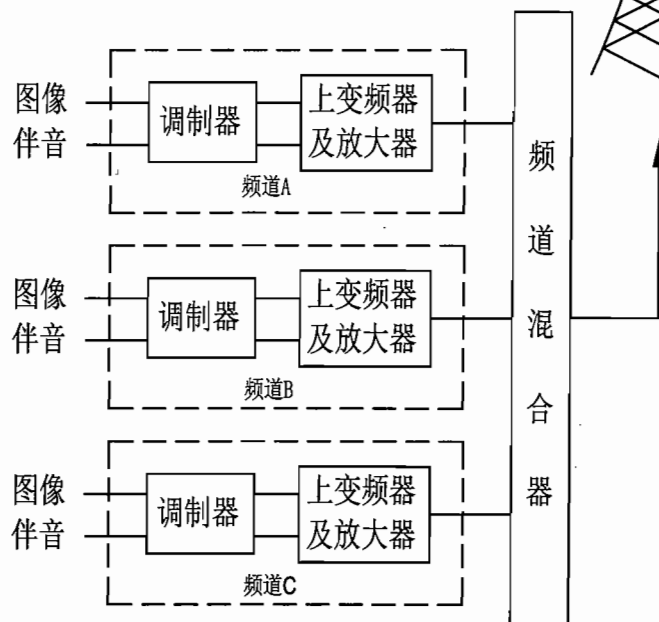 图像
伴音
调制器
上变频器
及放大器
频道A
图像
伴音
调制器
上变频器
及放大器
频道B
图像
伴音
调制器
上变频器
及放大器
频道C
频道混合器